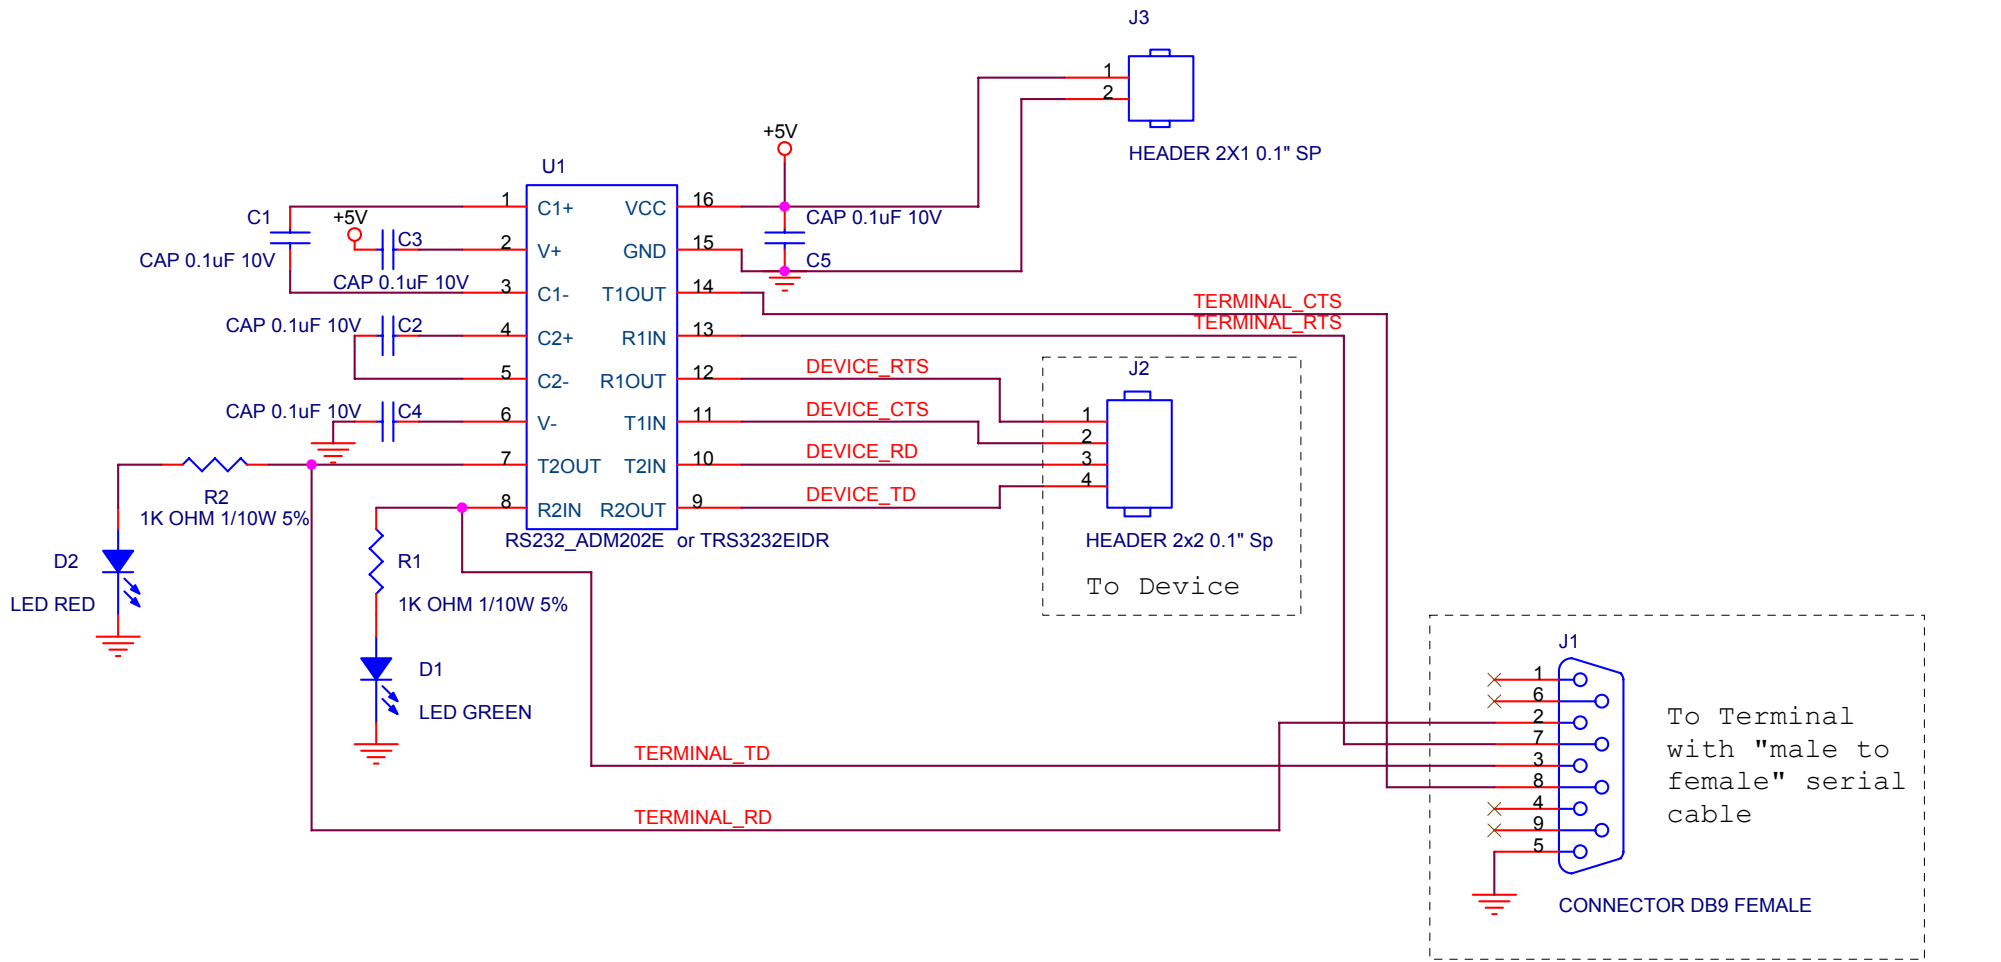 J3
1
2
HEADER 2X1 0.1" SP
+5V
U1
1
C1+
VCC
16
C1
+5V
CAP 0.1uF 10V
C3
2
V+
GND
15
CAP 0.1uF 10V
C5
CAP 0.1uF 10V
3
C1-
T1OUT
14
TERMINAL_CTS
CAP 0.1uF 10V
C2
4
C2+
R1IN
13
TERMINAL_RTS
5
C2-
R1OUT
12
DEVICE_RTS
J2
CAP 0.1uF 10V
C4
6
V-
T1IN
11
DEVICE_CTS
1
2
7
T2OUT
T2IN
10
DEVICE_RD
3
4
R2
1K OHM 1/10W 5%
8
R2IN
R2OUT
9
DEVICE_TD
RS232_ADM202E or TRS3232EIDR
HEADER 2x2 0.1" Sp
To Device
D2
LED RED
R1
1K OHM 1/10W 5%
D1
LED GREEN
TERMINAL_TD
TERMINAL_RD
J1
1
6
2
7
3
8
4
9
5
To Terminal
with "male to
female" serial
cable
CONNECTOR DB9 FEMALE